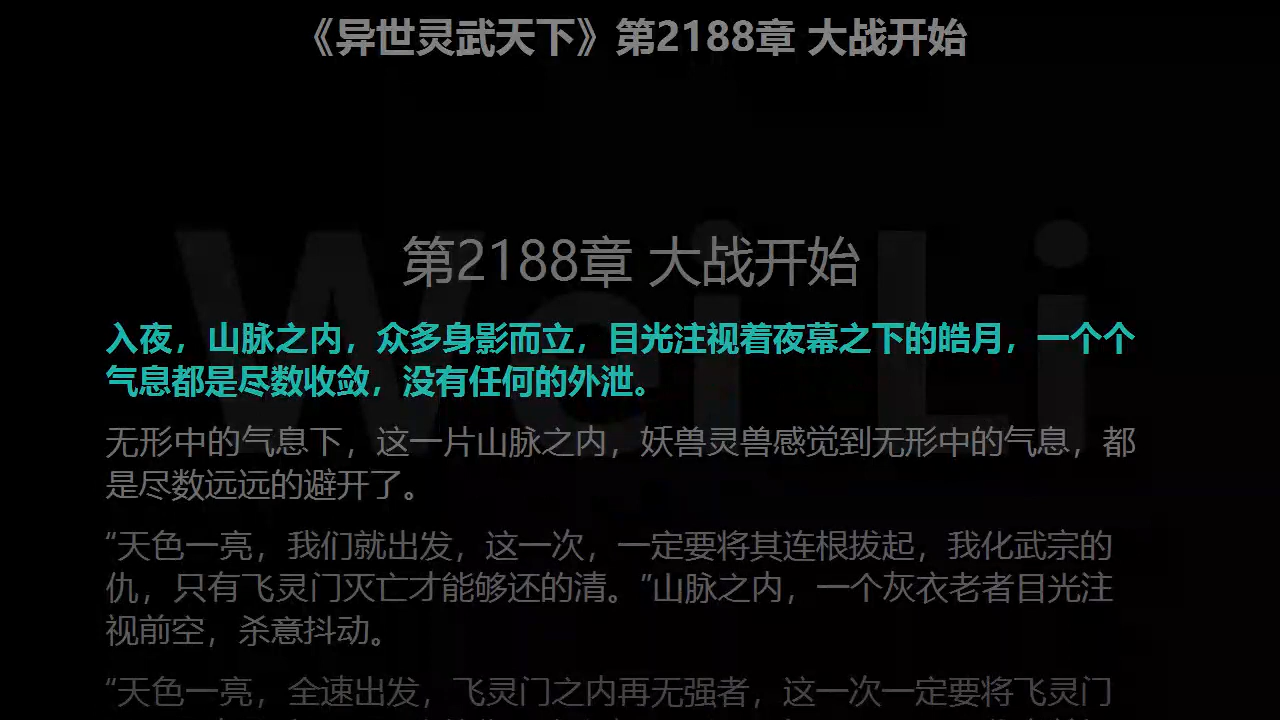 《异世灵武天下》第2188章 大战开始
Wei Li
第2188章 大战开始
入夜，山脉之内，众多身影而立，目光注视着夜幕之下的皓月，一个个
气息都是尽数收敛，没有任何的外泄。
无形中的气息下，这一片山脉之内，妖兽灵兽感觉到无形中的气息，都
是尽数远远的避开了。
“天色一亮，我们就出发，这一次，一定要将其连根拔起，我化武宗的
仇，只有飞灵门灭亡才能够还的清。”山脉之内，一个灰衣老者目光注
视前空，杀意抖动。
“天色一亮，全速出发，飞灵门之内再无强者，这一次一定要将飞灵门